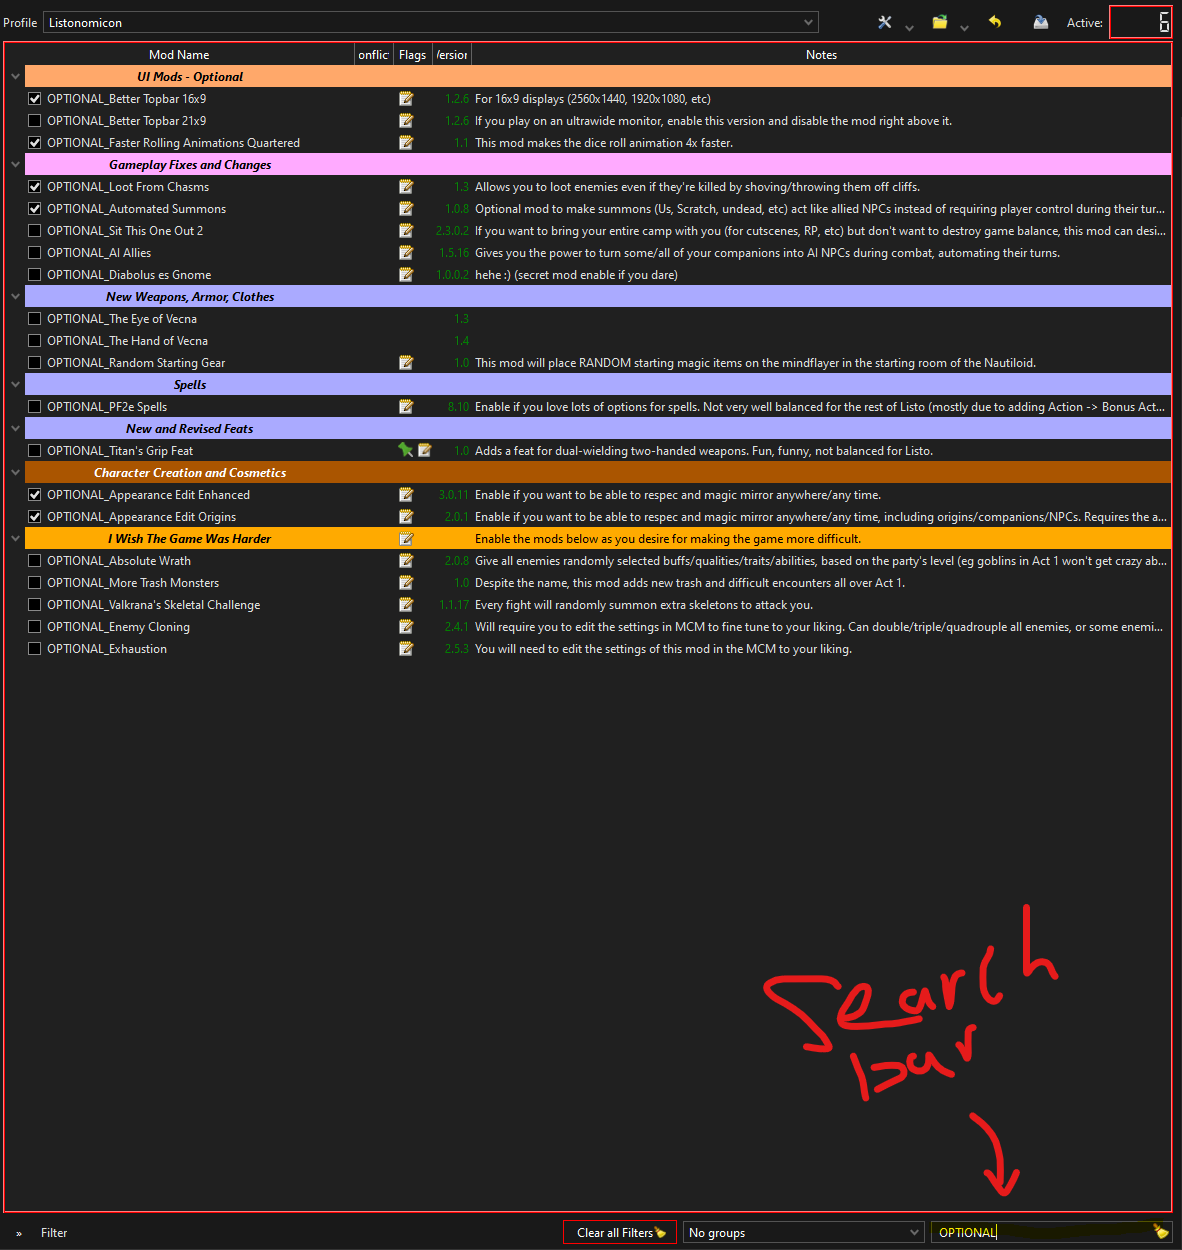 Profile Listonomicon Active: 6
Mod Name onflic Flags Version Notes
UI Mods - Optional
OPTIONAL_Better Topbar 16x9 1.2.6 For 16x9 displays (2560x1440, 1920x1080, etc)
OPTIONAL_Better Topbar 21x9 1.2.6 If you play on an ultrawide monitor, enable this version and disable the mod right above it.
OPTIONAL_Faster Rolling Animations Quartered 1.1 This mod makes the dice roll animation 4x faster.
Gameplay Fixes and Changes
OPTIONAL_Loot From Chasms 1.3 Allows you to loot enemies even if they're killed by shoving/throwing them off cliffs.
OPTIONAL_Automated Summons 1.0.8 Optional mod to make summons (Us, Scratch, undead, etc) act like allied NPCs instead of requiring player control during their tur...
OPTIONAL_Sit This One Out 2 2.3.0.2 If you want to bring your entire camp with you (for cutscenes, RP, etc) but don't want to destroy game balance, this mod can desi...
OPTIONAL_AI Allies 1.5.16 Gives you the power to turn some/all of your companions into AI NPCs during combat, automating their turns.
OPTIONAL_Diabolus es Gnome 1.0.0.2 hehe :) (secret mod enable if you dare)
New Weapons, Armor, Clothes
OPTIONAL_The Eye of Vecna 1.3
OPTIONAL_The Hand of Vecna 1.4
OPTIONAL_Random Starting Gear 1.0 This mod will place RANDOM starting magic items on the mindflayer in the starting room of the Nautiloid.
Spells
OPTIONAL_PF2e Spells 8.10 Enable if you love lots of options for spells. Not very well balanced for the rest of Listo (mostly due to adding Action -> Bonus Act...
New and Revised Feats
OPTIONAL_Titan's Grip Feat 1.0 Adds a feat for dual-wielding two-handed weapons. Fun, funny, not balanced for Listo.
Character Creation and Cosmetics
OPTIONAL_Appearance Edit Enhanced 3.0.11 Enable if you want to be able to respec and magic mirror anywhere/any time.
OPTIONAL_Appearance Edit Origins 2.0.1 Enable if you want to be able to respec and magic mirror anywhere/any time, including origins/companions/NPCs. Requires the a...
I Wish The Game Was Harder Enable the mods below as you desire for making the game more difficult.
OPTIONAL_Absolute Wrath 2.0.8 Give all enemies randomly selected buffs/qualities/traits/abilities, based on the party's level (eg goblins in Act 1 won't get crazy ab...
OPTIONAL_More Trash Monsters 1.0 Despite the name, this mod adds new trash and difficult encounters all over Act 1.
OPTIONAL_Valkrana's Skeletal Challenge 1.1.17 Every fight will randomly summon extra skeletons to attack you.
OPTIONAL_Enemy Cloning 2.4.1 Will require you to edit the settings in MCM to fine tune to your liking. Can double/triple/quadrouple all enemies, or some enemi...
OPTIONAL_Exhaustion 2.5.3 You will need to edit the settings of this mod in the MCM to your liking.
Search
bar
» Filter Clear all Filters No groups OPTIONAL